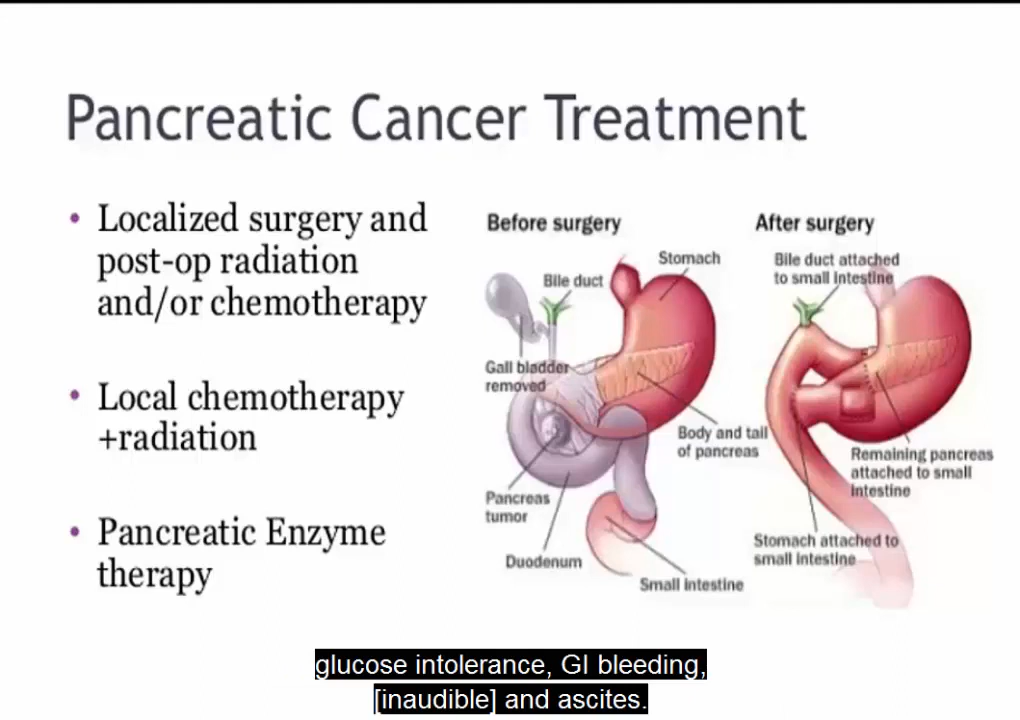 Pancreatic Cancer Treatment
• Localized surgery and
post-op radiation
and/or chemotherapy
• Local chemotherapy
+radiation
• Pancreatic Enzyme
therapy
Before surgery
Stomach
Bile duct
Gall bladder
removed
Body and tail
of pancreas
Pancreas
tumor
Duodenum
Small intestine
After surgery
Bile duct attached
to small intestine
Remaining pancreas
attached to small
intestine
Stomach attached to
small intestine
glucose intolerance, GI bleeding,
[inaudible] and ascites.